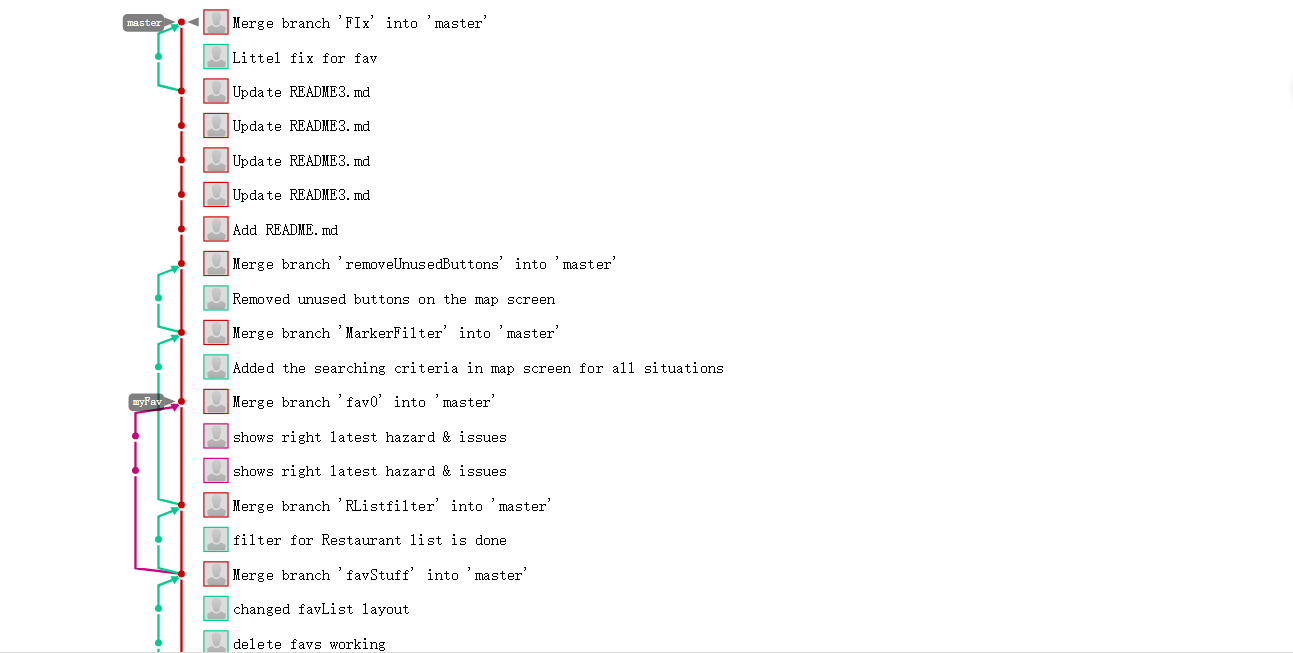 master Merge branch 'FIx' into 'master'
Littel fix for fav
Update README3.md
Update README3.md
Update README3.md
Update README3.md
Add README.md
Merge branch 'removeUnusedButtons' into 'master'
Removed unused buttons on the map screen
Merge branch 'MarkerFilter' into 'master'
Added the searching criteria in map screen for all situations
myFav Merge branch 'fav0' into 'master'
shows right latest hazard & issues
shows right latest hazard & issues
Merge branch 'RListfilter' into 'master'
filter for Restaurant list is done
Merge branch 'favStuff' into 'master'
changed favList layout
delete favs working